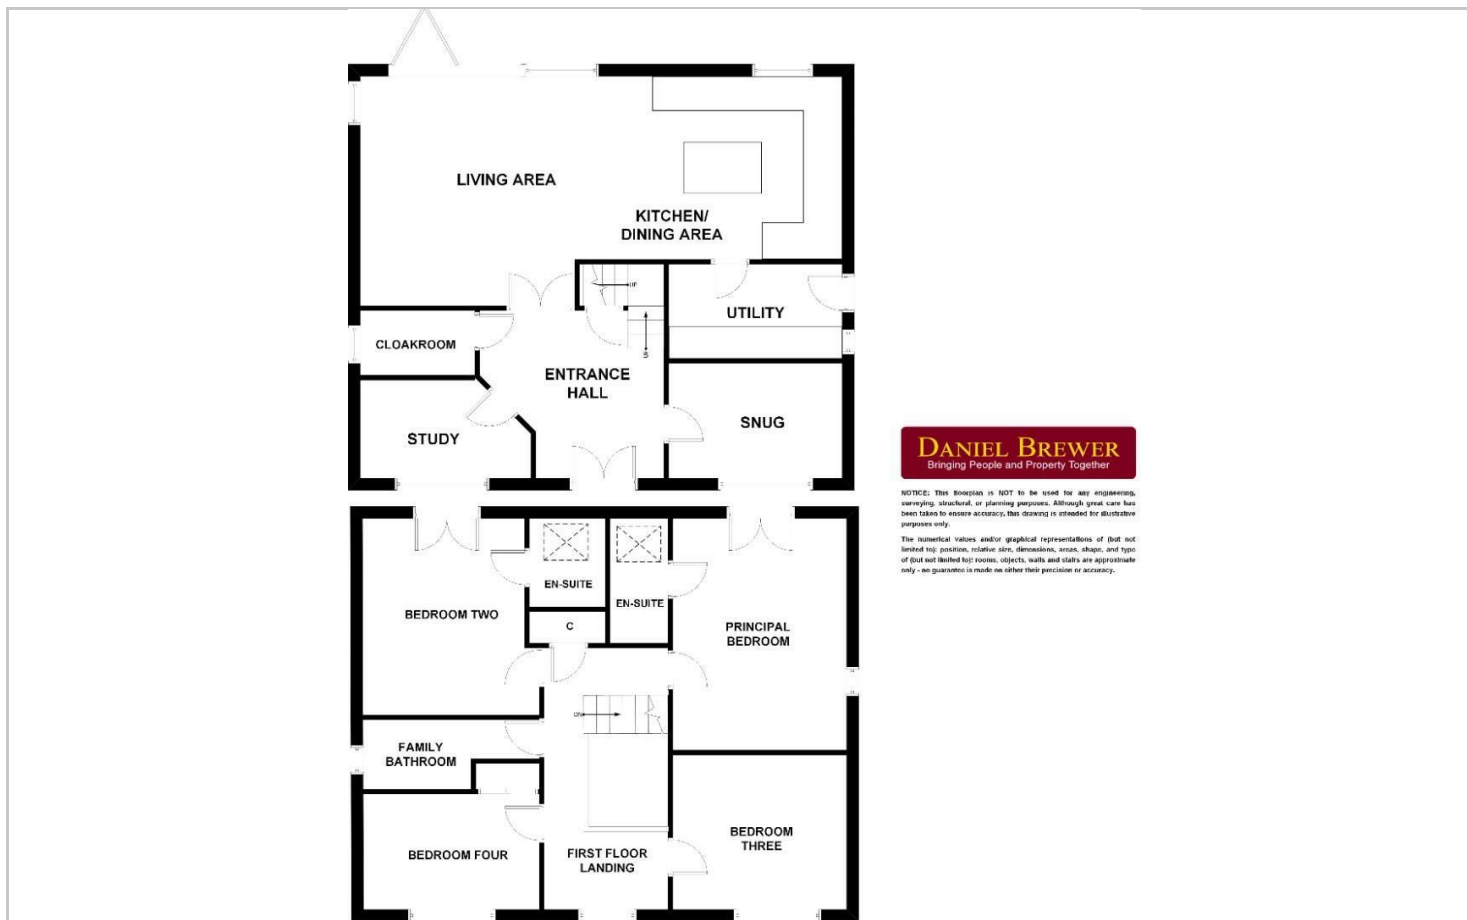 LIVING AREA
KITCHEN/
DINING AREA
UP
UTILITY
CLOAKROOM
UP
ENTRANCE
HALL
SNUG
STUDY
DANIEL BREWER
Bringing People and Property Together
NOTICE: This floorplan is NOT to be used for any engineering,
surveying, structural, or planning purposes. Although great care has
been taken to ensure accuracy, this drawing is intended for illustrative
purposes only.
The numerical values and/or graphical representations of (but not
limited to): position, relative size, dimensions, areas, shape, and type
of (but not limited to): rooms, objects, walls and stairs are approximate
only - no guarantee is made on either their precision or accuracy.
EN-SUITE
EN-SUITE
BEDROOM TWO
C
PRINCIPAL
BEDROOM
DN
FAMILY
BATHROOM
BEDROOM
THREE
BEDROOM FOUR
FIRST FLOOR
LANDING